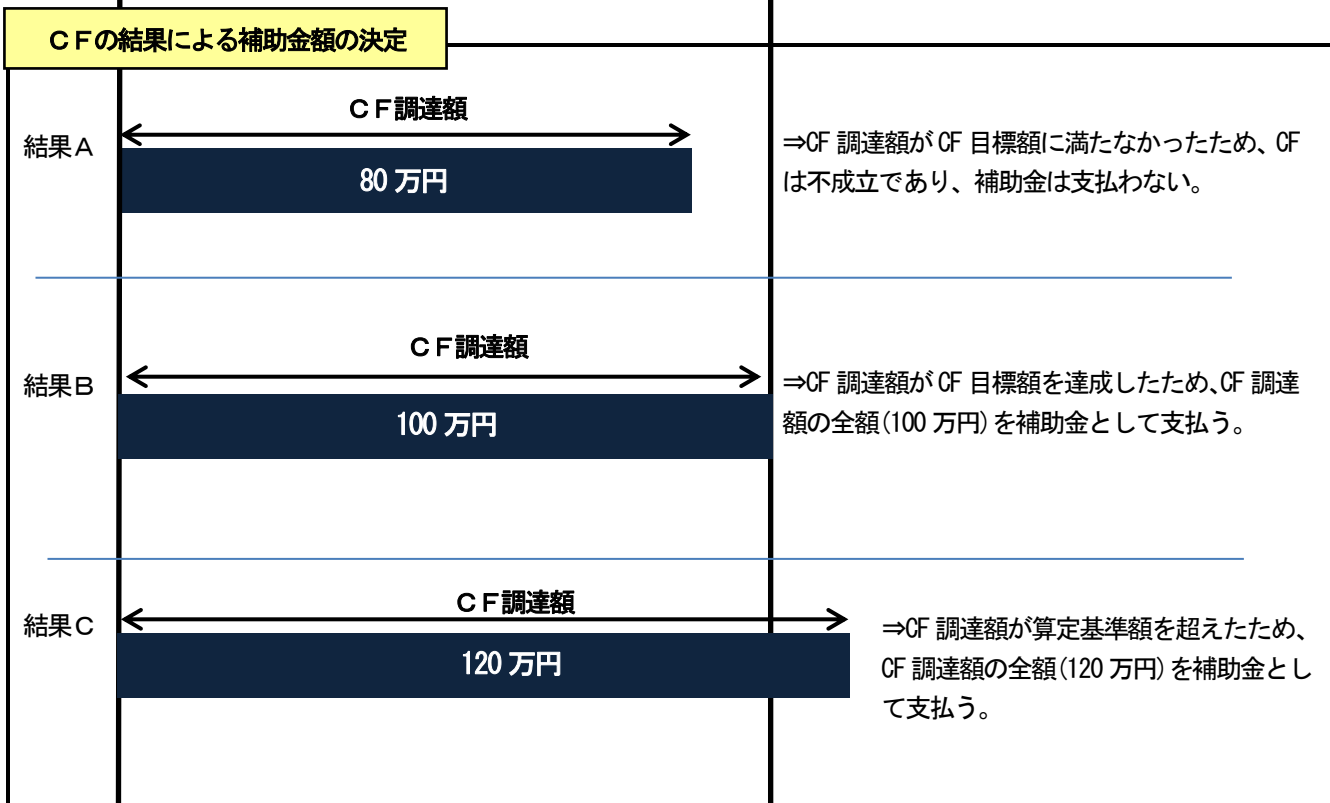 ＣＦの結果による補助金額の決定
ＣＦ調達額
結果Ａ
80 万円
⇒CF 調達額が CF 目標額に満たなかったため、CF
は不成立であり、補助金は支払わない。
ＣＦ調達額
結果Ｂ
100 万円
⇒CF 調達額が CF 目標額を達成したため、CF 調達
額の全額(100 万円)を補助金として支払う。
ＣＦ調達額
結果Ｃ
120 万円
⇒CF 調達額が算定基準額を超えたため、
CF 調達額の全額(120 万円)を補助金とし
て支払う。